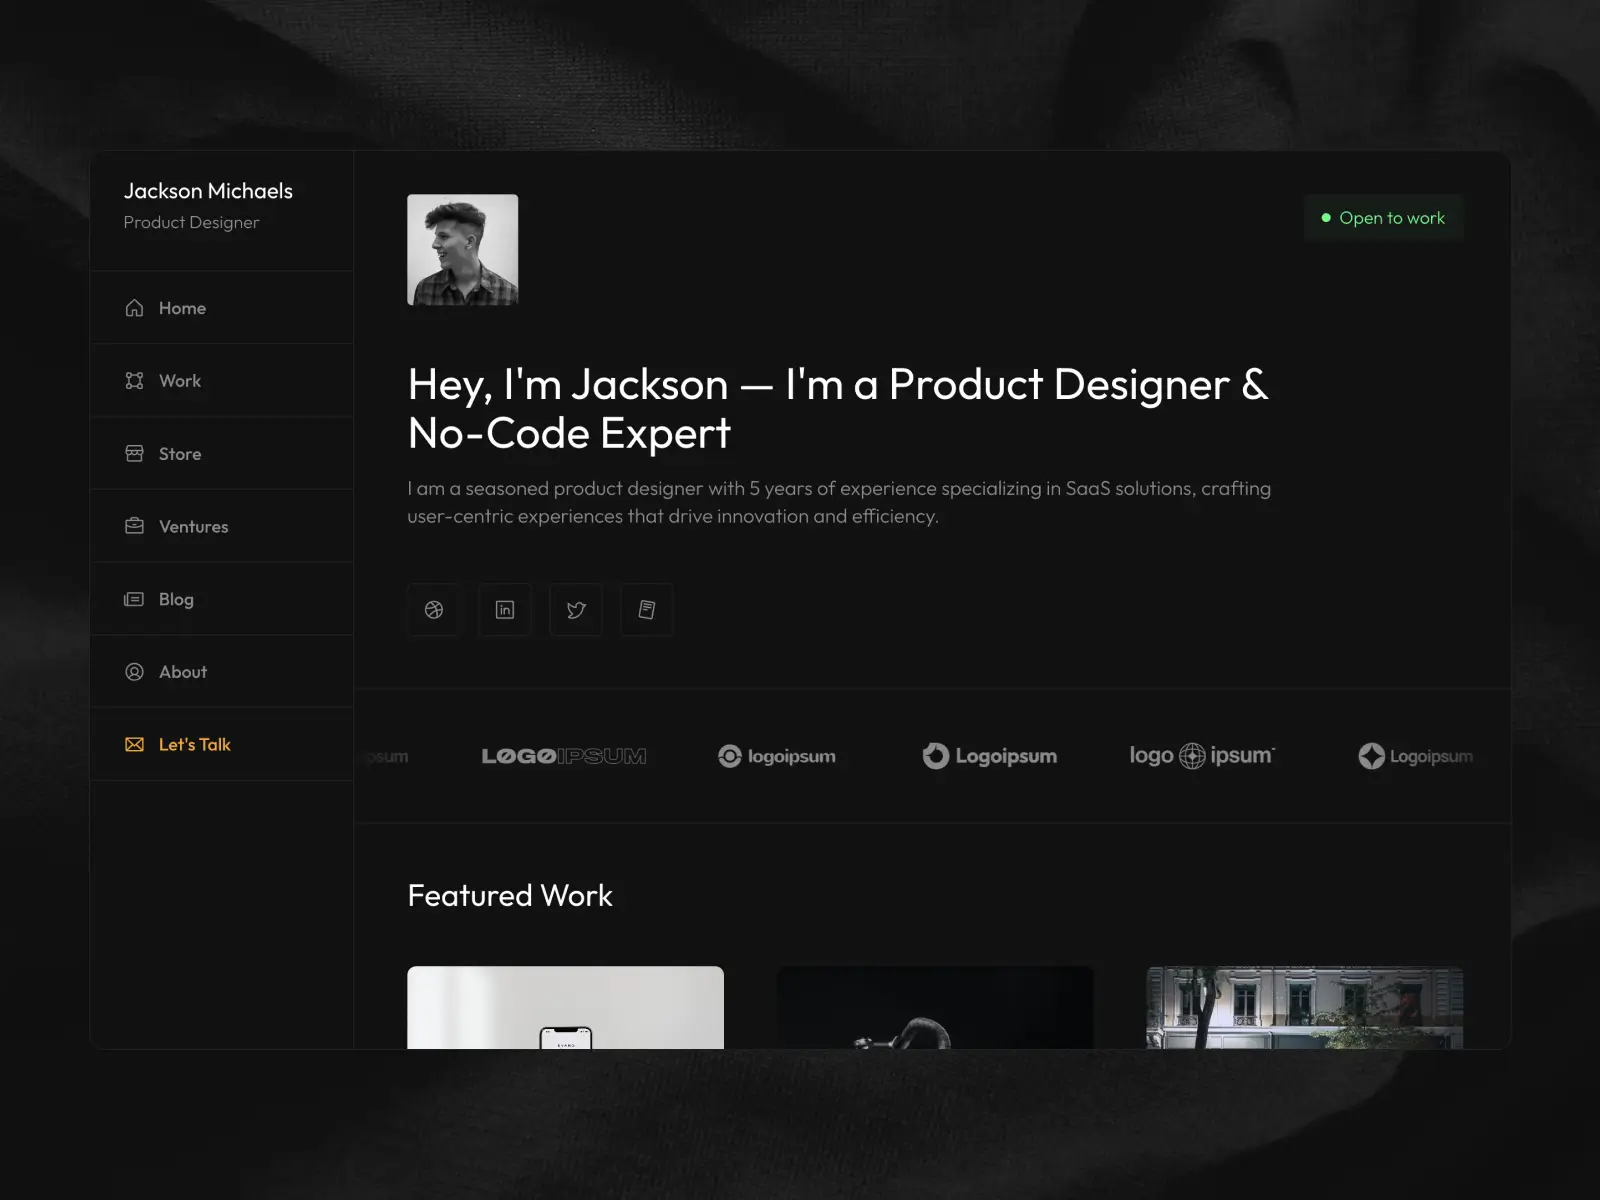 Jackson Michaels
Product Designer
Home
Work
Store
Ventures
Blog
About
Let's Talk
Open to work
Hey, I'm Jackson — I'm a Product Designer &
No-Code Expert
I am a seasoned product designer with 5 years of experience specializing in SaaS solutions, crafting
user-centric experiences that drive innovation and efficiency.
in
ipsum
LOGOIPSUM
logoipsum
Logoipsum
logo ipsum
Logoipsum
Featured Work